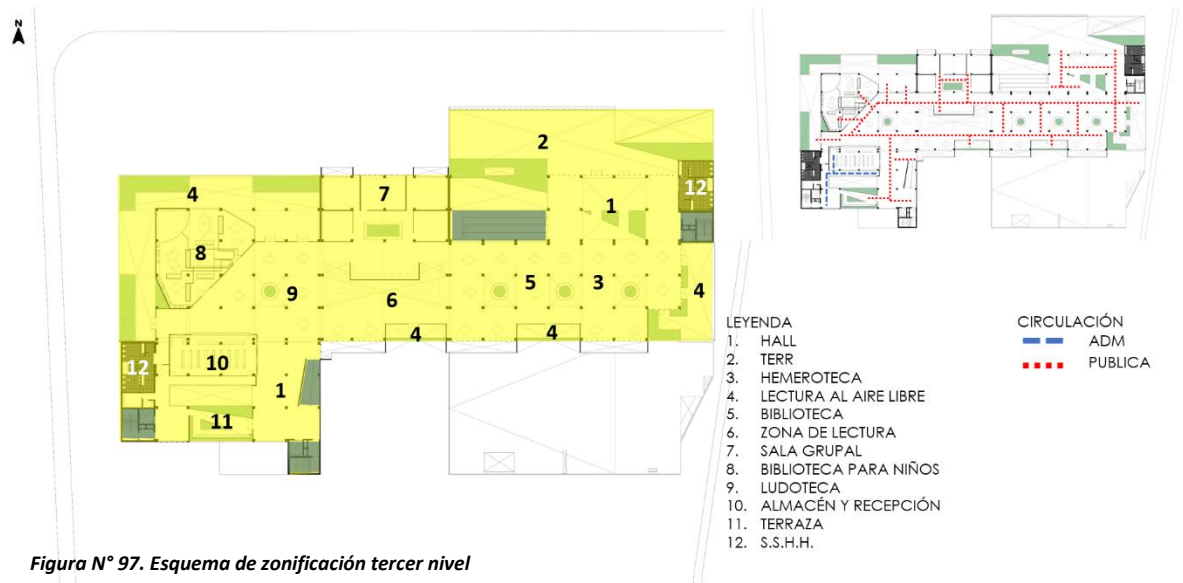 N
2
12
1
4
7
8
9
6
5
3
4
4
4
12
10
1
11
LEYENDA
1. HALL
2. TERR
3. HEMEROTECA
4. LECTURA AL AIRE LIBRE
5. BIBLIOTECA
6. ZONA DE LECTURA
7. SALA GRUPAL
8. BIBLIOTECA PARA NIÑOS
9. LUDOTECA
10. ALMACÉN Y RECEPCIÓN
11. TERRAZA
12. S.S.H.H.
CIRCULACIÓN
ADM
PUBLICA
Figura N° 97. Esquema de zonificación tercer nivel